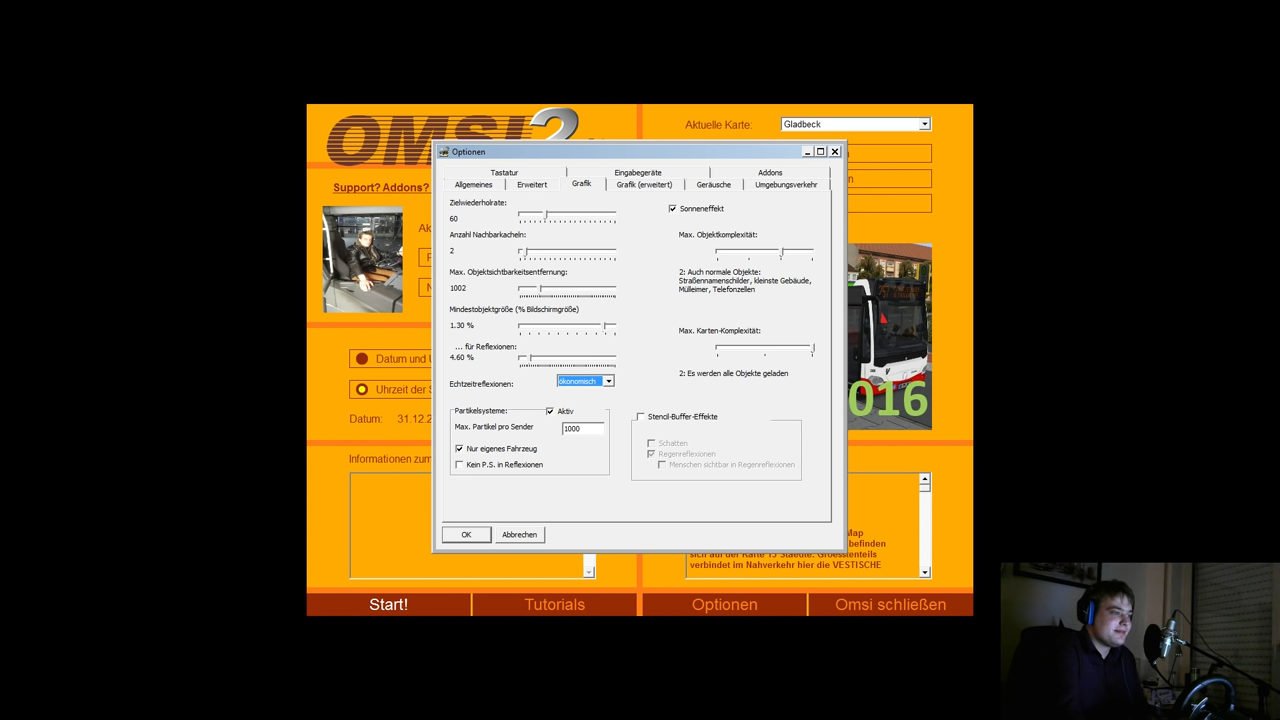 OMSI 2
Aktuelle Karte:
Gladbeck
Support? Addons?
Optionen
Tastatur
Eingabegeräte
Addons
Allgemeines
Erweitert
Grafik
Grafik (erweitert)
Geräusche
Umgebungsverkehr
Zielwiederholrate:
60
Anzahl Nachbarkacheln:
2
Max. Objektsichtbarkeitsentfernung:
1002
Mindestobjektgröße (% Bildschirmgröße)
1.30 %
... für Reflexionen:
4.60 %
Echtzeitreflexionen:
ökonomisch
Partikelsysteme:
Aktiv
Max. Partikel pro Sender
1000
Nur eigenes Fahrzeug
Kein P.S. in Reflexionen
Sonneneffekt
Max. Objektkomplexität:
2: Auch normale Objekte:
Straßennamenschilder, kleinste Gebäude,
Mülleimer, Telefonzellen
Max. Karten-Komplexität:
2: Es werden alle Objekte geladen
Stencil-Buffer-Effekte
Schatten
Regenreflexionen
Menschen sichtbar in Regenreflexionen
OK
Abbrechen
Ak
Datum und U
Uhrzeit der S
Datum:
31.12.2
Informationen zum
016
Map
befinden
sich auf der Karte 15 Staedte. Groesstenteils
verbindet im Nahverkehr hier die VESTISCHE
Start!
Tutorials
Optionen
Omsi schließen